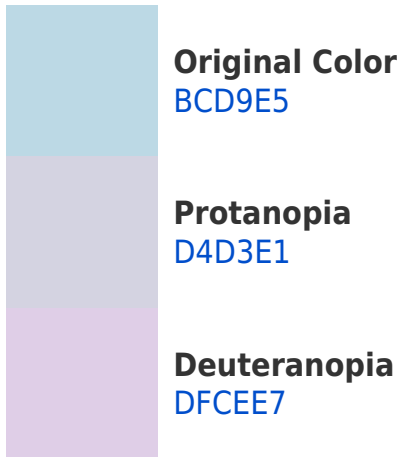 Original Color
BCD9E5
Protanopia
D4D3E1
Deuteranopia
DFCEE7